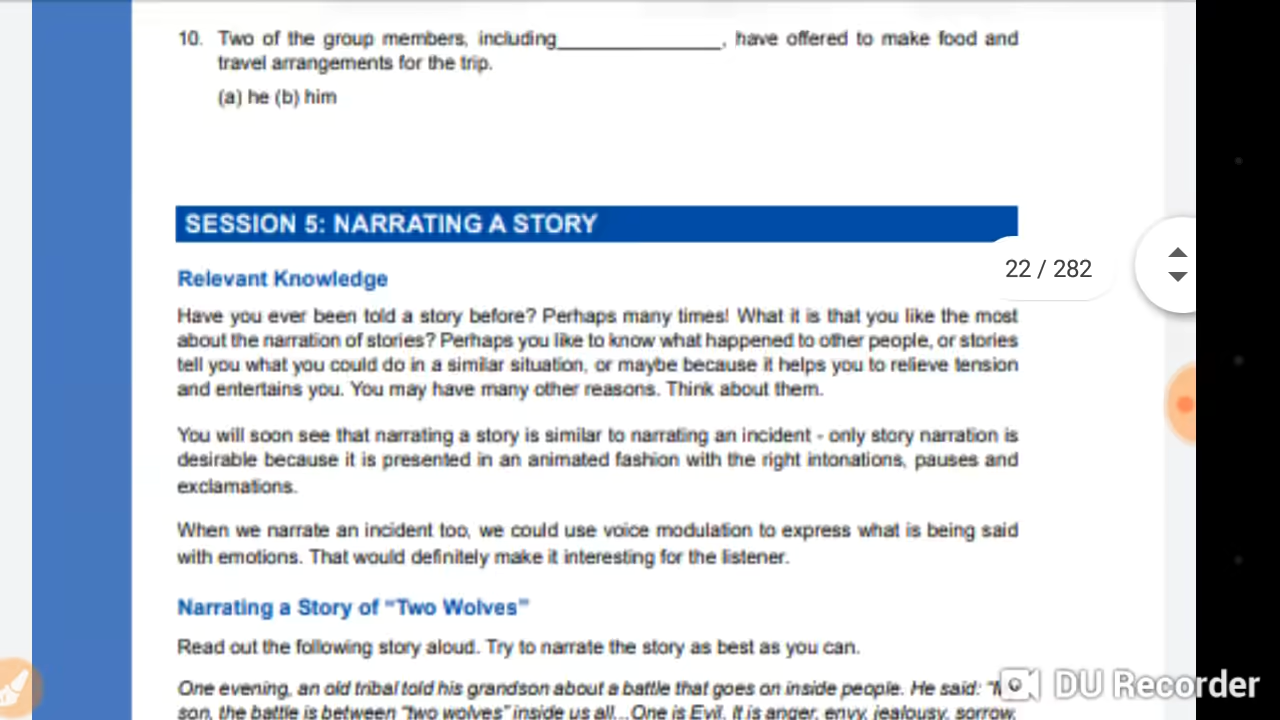 10. Two of the group members, including______________, have offered to make food and
travel arrangements for the trip.
(a) he (b) him
SESSION 5: NARRATING A STORY
22 / 282
Relevant Knowledge
Have you ever been told a story before? Perhaps many times! What it is that you like the most
about the narration of stories? Perhaps you like to know what happened to other people, or stories
tell you what you could do in a similar situation, or maybe because it helps you to relieve tension
and entertains you. You may have many other reasons. Think about them.
You will soon see that narrating a story is similar to narrating an incident - only story narration is
desirable because it is presented in an animated fashion with the right intonations, pauses and
exclamations.
When we narrate an incident too, we could use voice modulation to express what is being said
with emotions. That would definitely make it interesting for the listener.
Narrating a Story of "Two Wolves"
Read out the following story aloud. Try to narrate the story as best as you can.
One evening, an old tribal told his grandson about a battle that goes on inside people. He said:
son, the battle is between "two wolves" inside us all...One is Evil. It is anger, envy, jealousy, sorrow,
DU Recorder